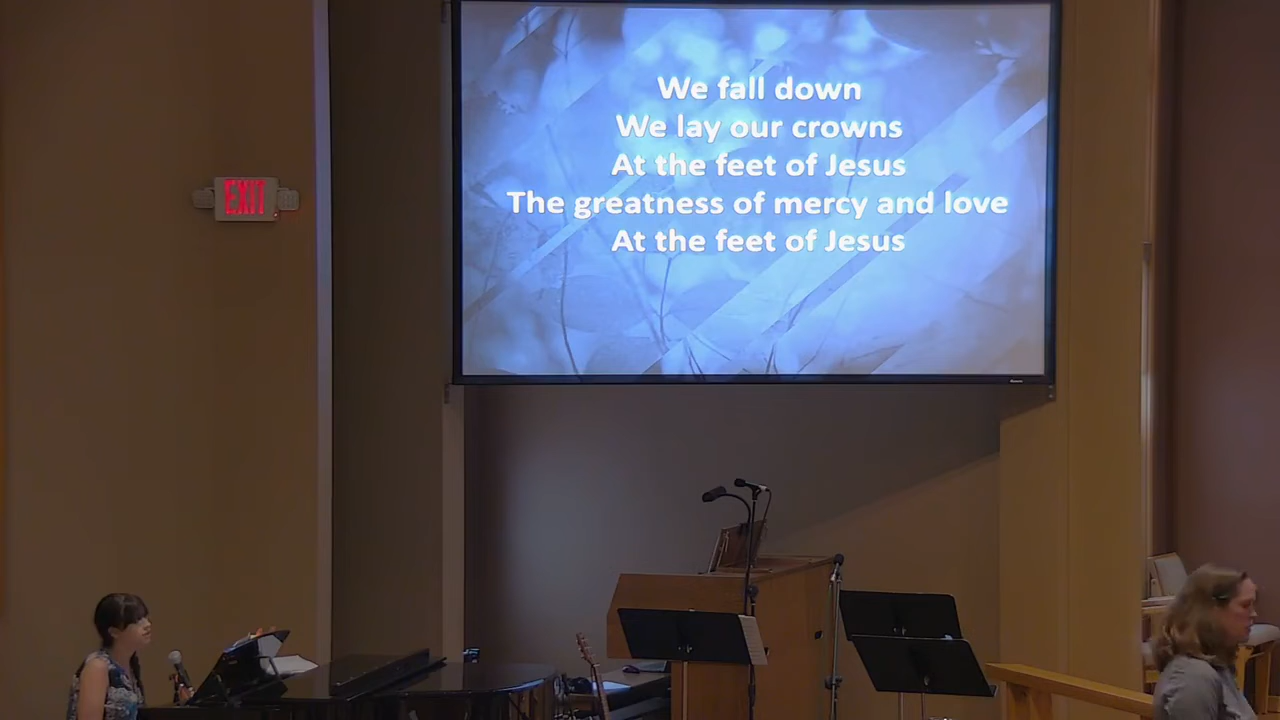 We fall down
We lay our crowns
At the feet of Jesus
The greatness of mercy and love
At the feet of Jesus
EXIT